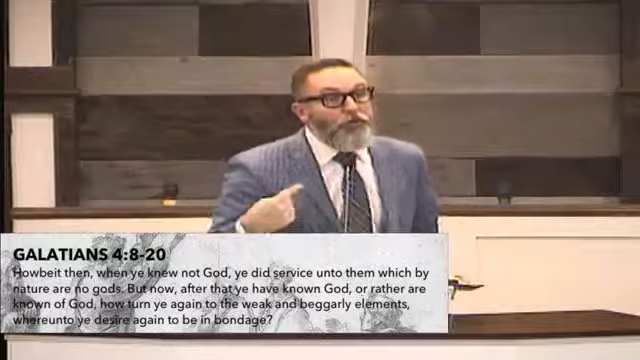 GALATIANS 4:8-20
Howbeit then, when ye knew not God, ye did service unto them which by
nature are no gods. But now, after that ye have known God, or rather are
known of God, how turn ye again to the weak and beggarly elements,
whereunto ye desire again to be in bondage?